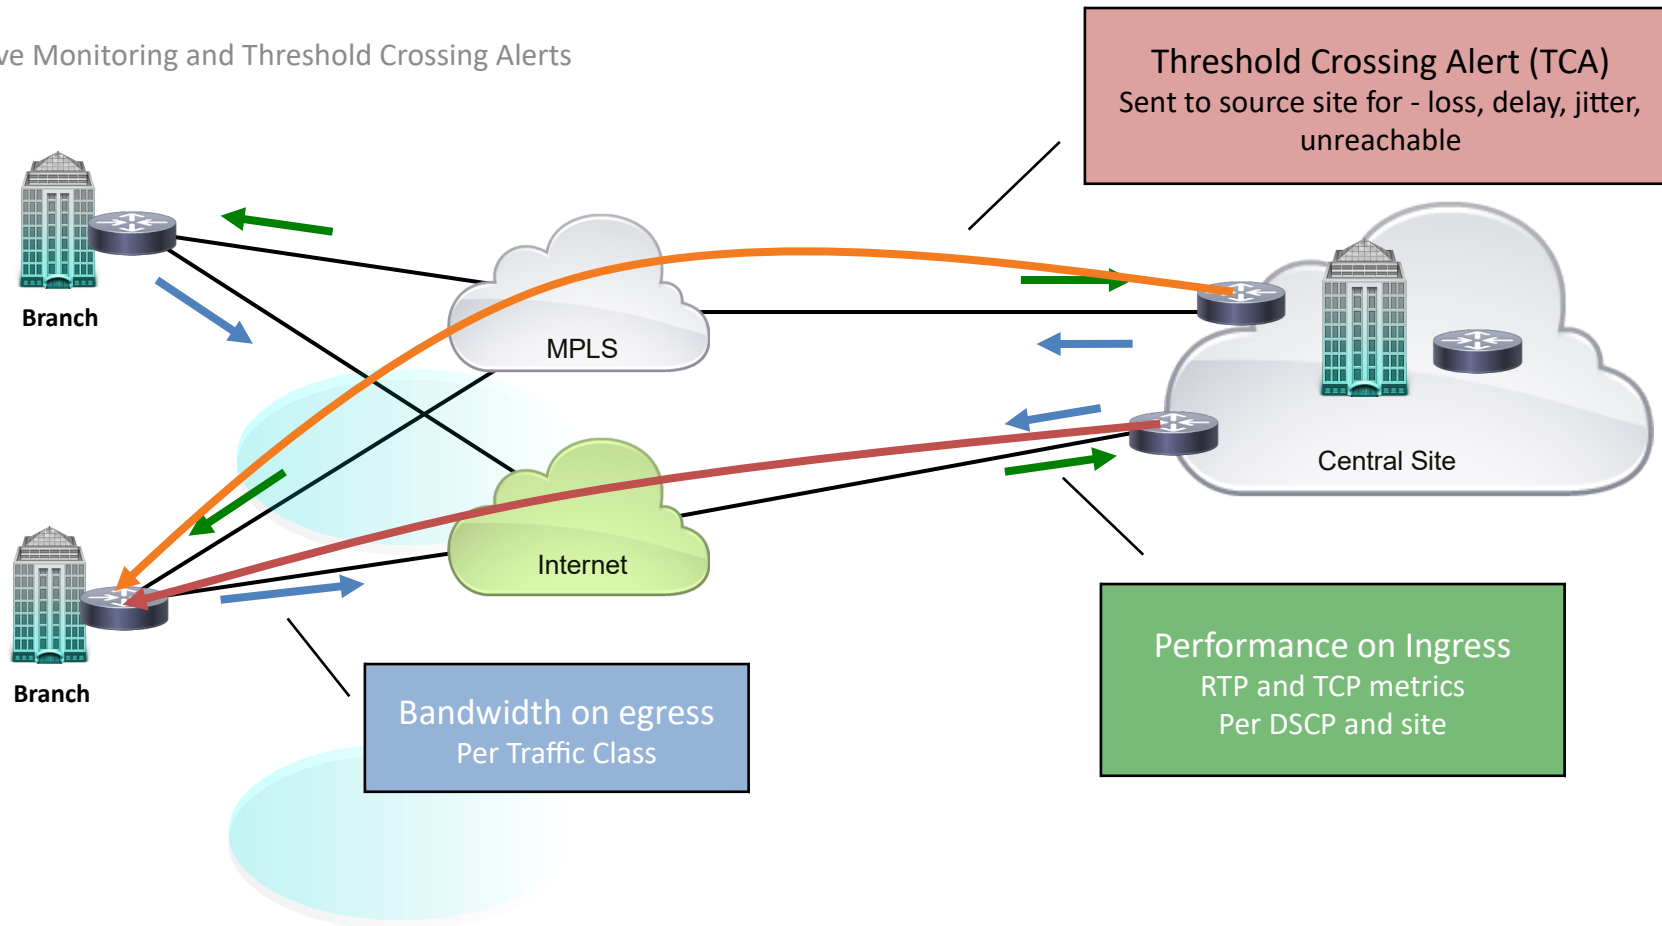 ve Monitoring and Threshold Crossing Alerts
Threshold Crossing Alert (TCA)
Sent to source site for - loss, delay, jitter,
unreachable
Branch
MPLS
Central Site
Internet
Branch
Bandwidth on egress
Per Traffic Class
Performance on Ingress
RTP and TCP metrics
Per DSCP and site